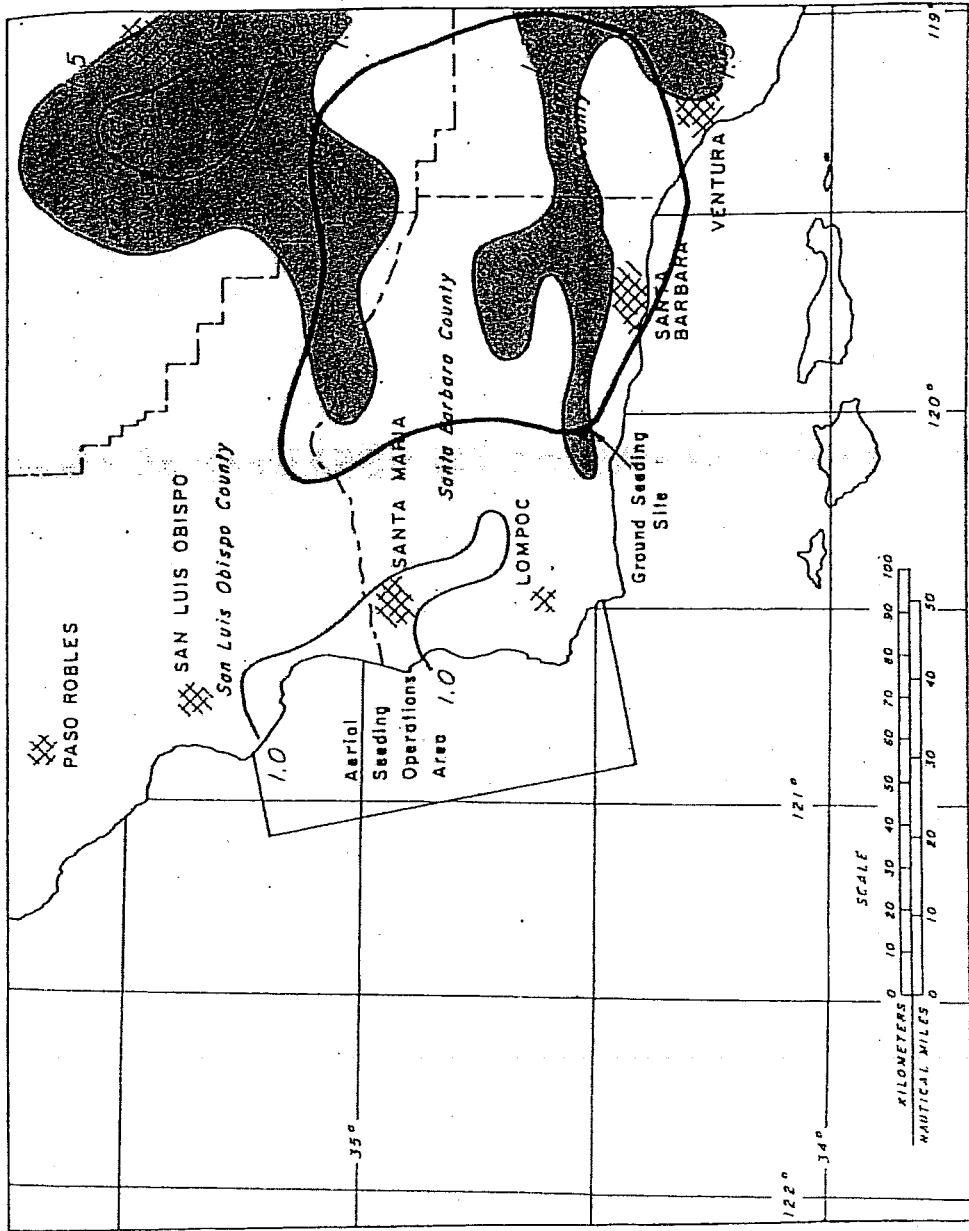 PASO ROBLES
SAN LUIS OBISPO
San Luis Obispo County
1.0
Aerial
Seeding
Operations
Area
1.0
SANTA MARIA
Santa Barbara County
LOMPOC
Ground Seeding
Site
SANTA
BARBARA
VENTURA
County
.5
1.5
35°
34°
122°
121°
120°
119°
SCALE
0 10 20 30 40 50 60 70 80 90 100
KILOMETERS
NAUTICAL MILES
0 10 20 30 40 50